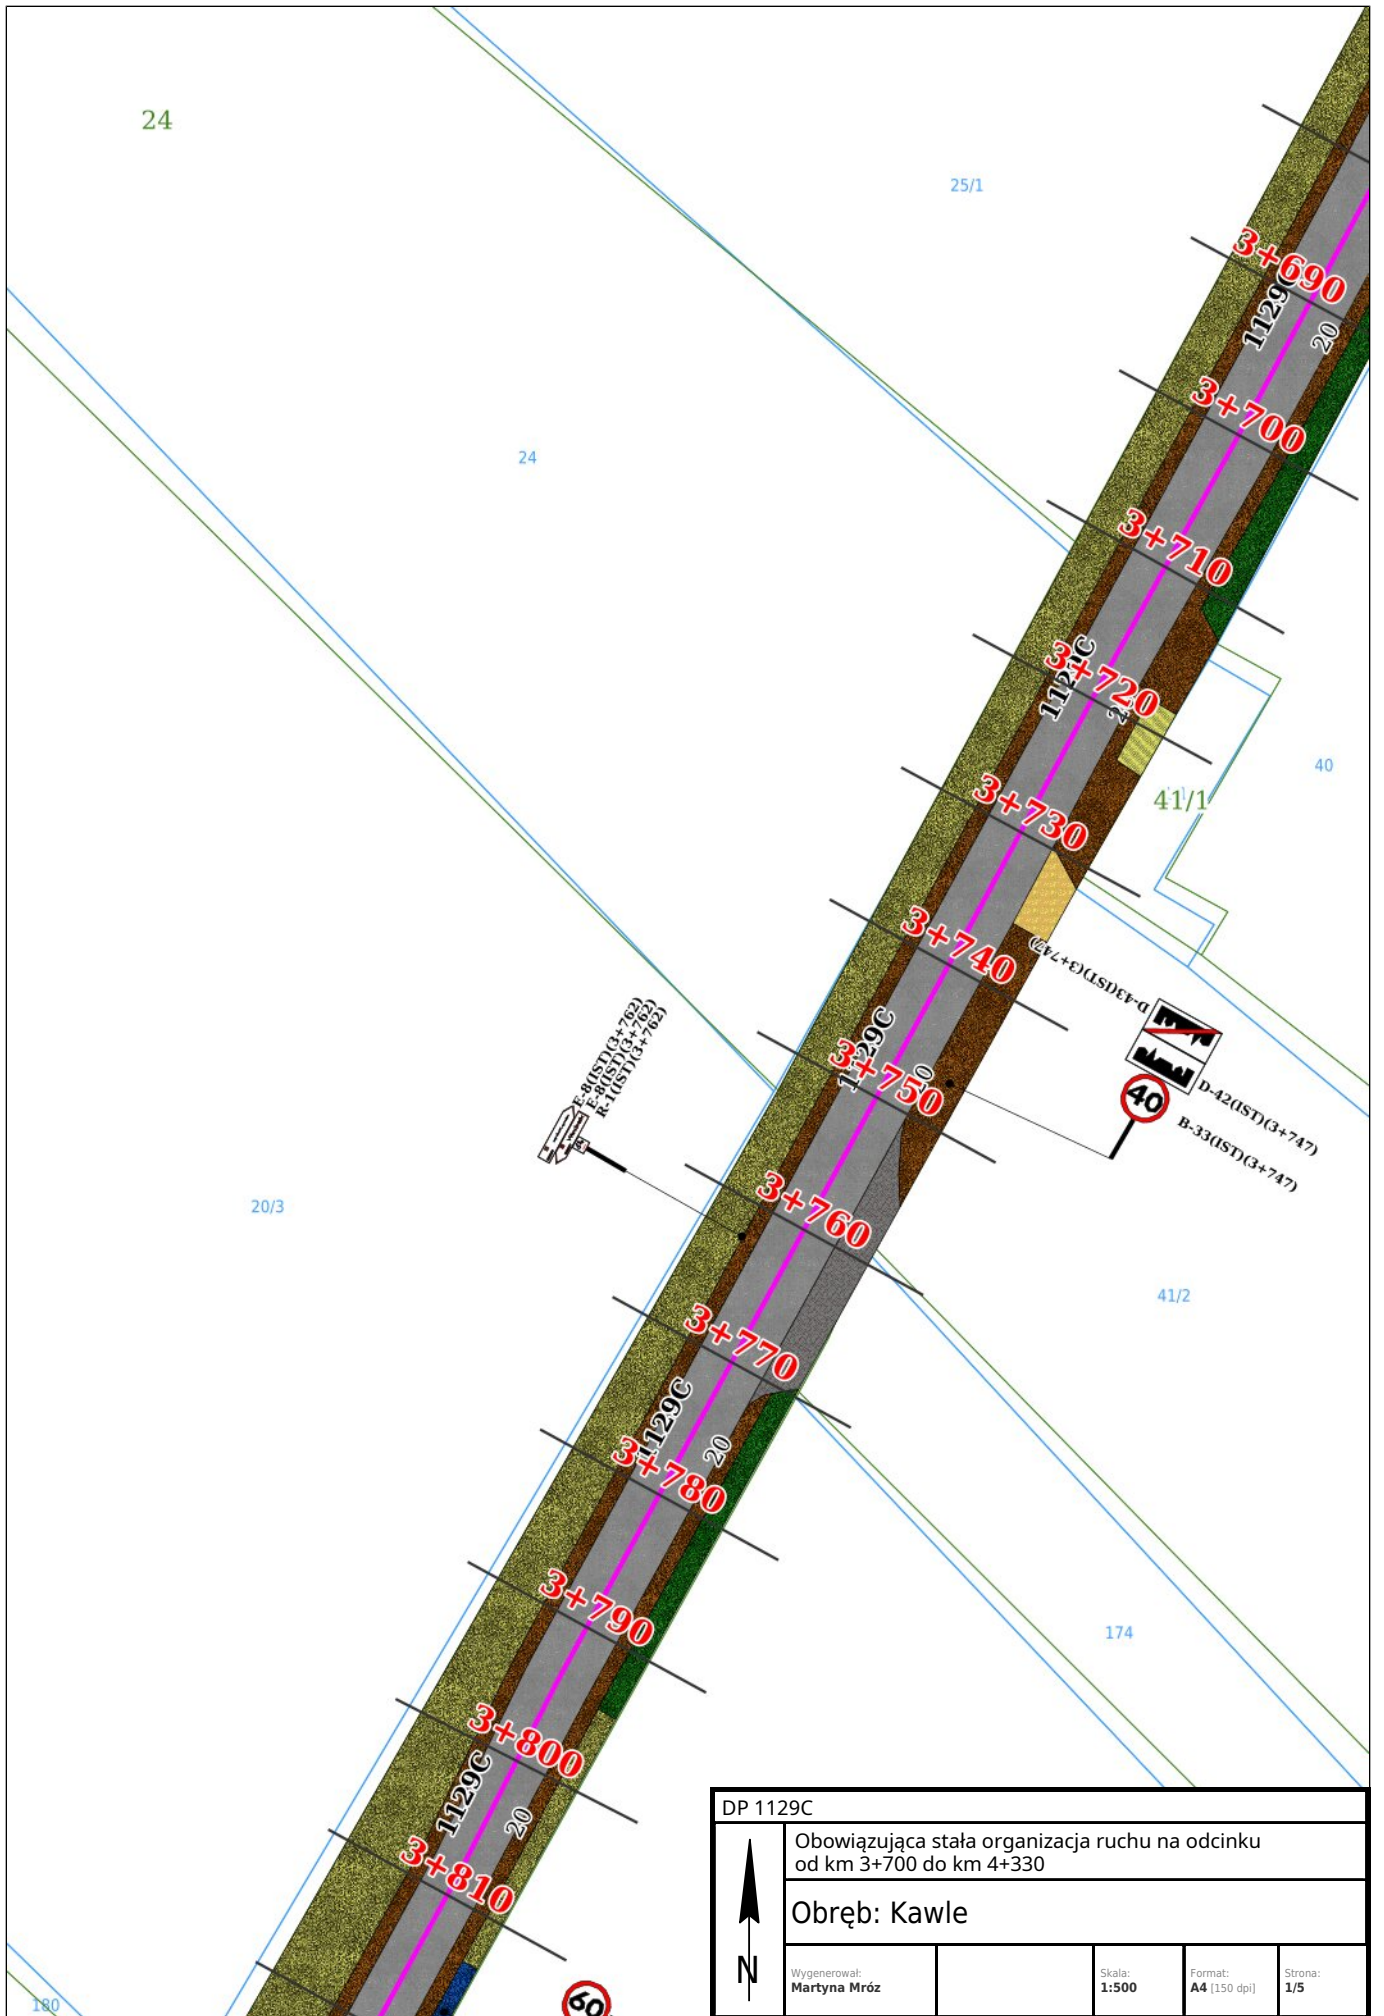 24
25/1
3+690
1129C
20
3+700
24
3+710
3+720
1129C
40
41/1
3+730
3+740
D-43(IST)(3+747)
1129C
3+750
D-42(IST)(3+747)
40
B-33(IST)(3+747)
E-8(IST)(3+762)
E-8(IST)(3+762)
R-1(IST)(3+762)
20/3
3+760
41/2
3+770
1129C
20
3+780
3+790
174
3+800
1129C
20
3+810
60
180
DP 1129C
Obowiązująca stała organizacja ruchu na odcinku
od km 3+700 do km 4+330
Obręb: Kawle
N
Wygenerował:
Martyna Mróz
Skala:
1:500
Format:
A4 [150 dpi]
Strona:
1/5